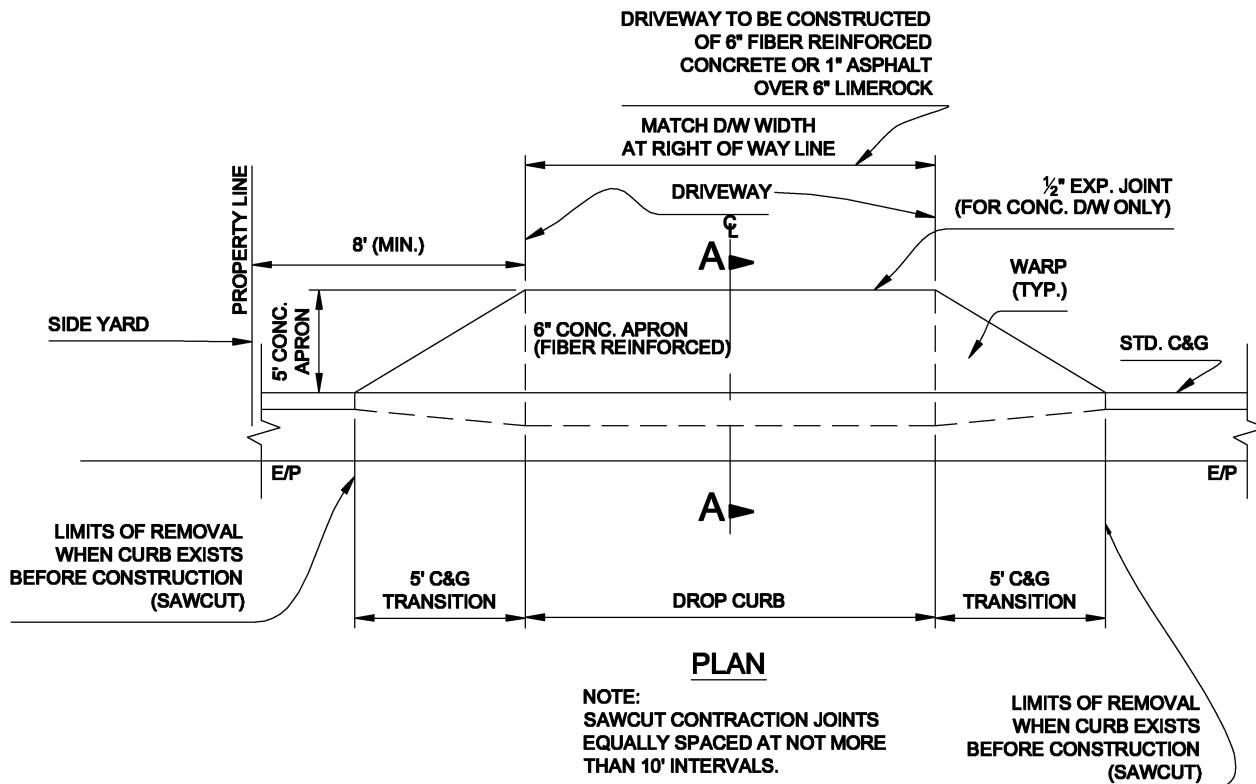 DRIVEWAY TO BE CONSTRUCTED
OF 6" FIBER REINFORCED
CONCRETE OR 1" ASPHALT
OVER 6" LIMEROCK
MATCH D/W WIDTH
AT RIGHT OF WAY LINE
PROPERTY LINE
DRIVEWAY
½" EXP. JOINT
(FOR CONC. D/W ONLY)
℄
8' (MIN.)
A
WARP
(TYP.)
SIDE YARD
5' CONC.
APRON
6" CONC. APRON
(FIBER REINFORCED)
STD. C&G
E/P
E/P
A
LIMITS OF REMOVAL
WHEN CURB EXISTS
BEFORE CONSTRUCTION
(SAWCUT)
5' C&G
TRANSITION
DROP CURB
5' C&G
TRANSITION
PLAN
NOTE:
SAWCUT CONTRACTION JOINTS
EQUALLY SPACED AT NOT MORE
THAN 10' INTERVALS.
LIMITS OF REMOVAL
WHEN CURB EXISTS
BEFORE CONSTRUCTION
(SAWCUT)